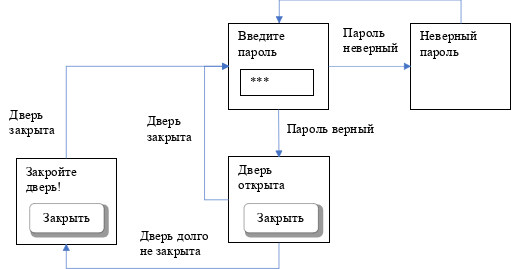 Введите
пароль
***
Пароль
неверный
Неверный
пароль
Дверь
закрыта
Дверь
закрыта
Пароль верный
Закройте
дверь!
Закрыть
Дверь
открыта
Закрыть
Дверь долго
не закрыта